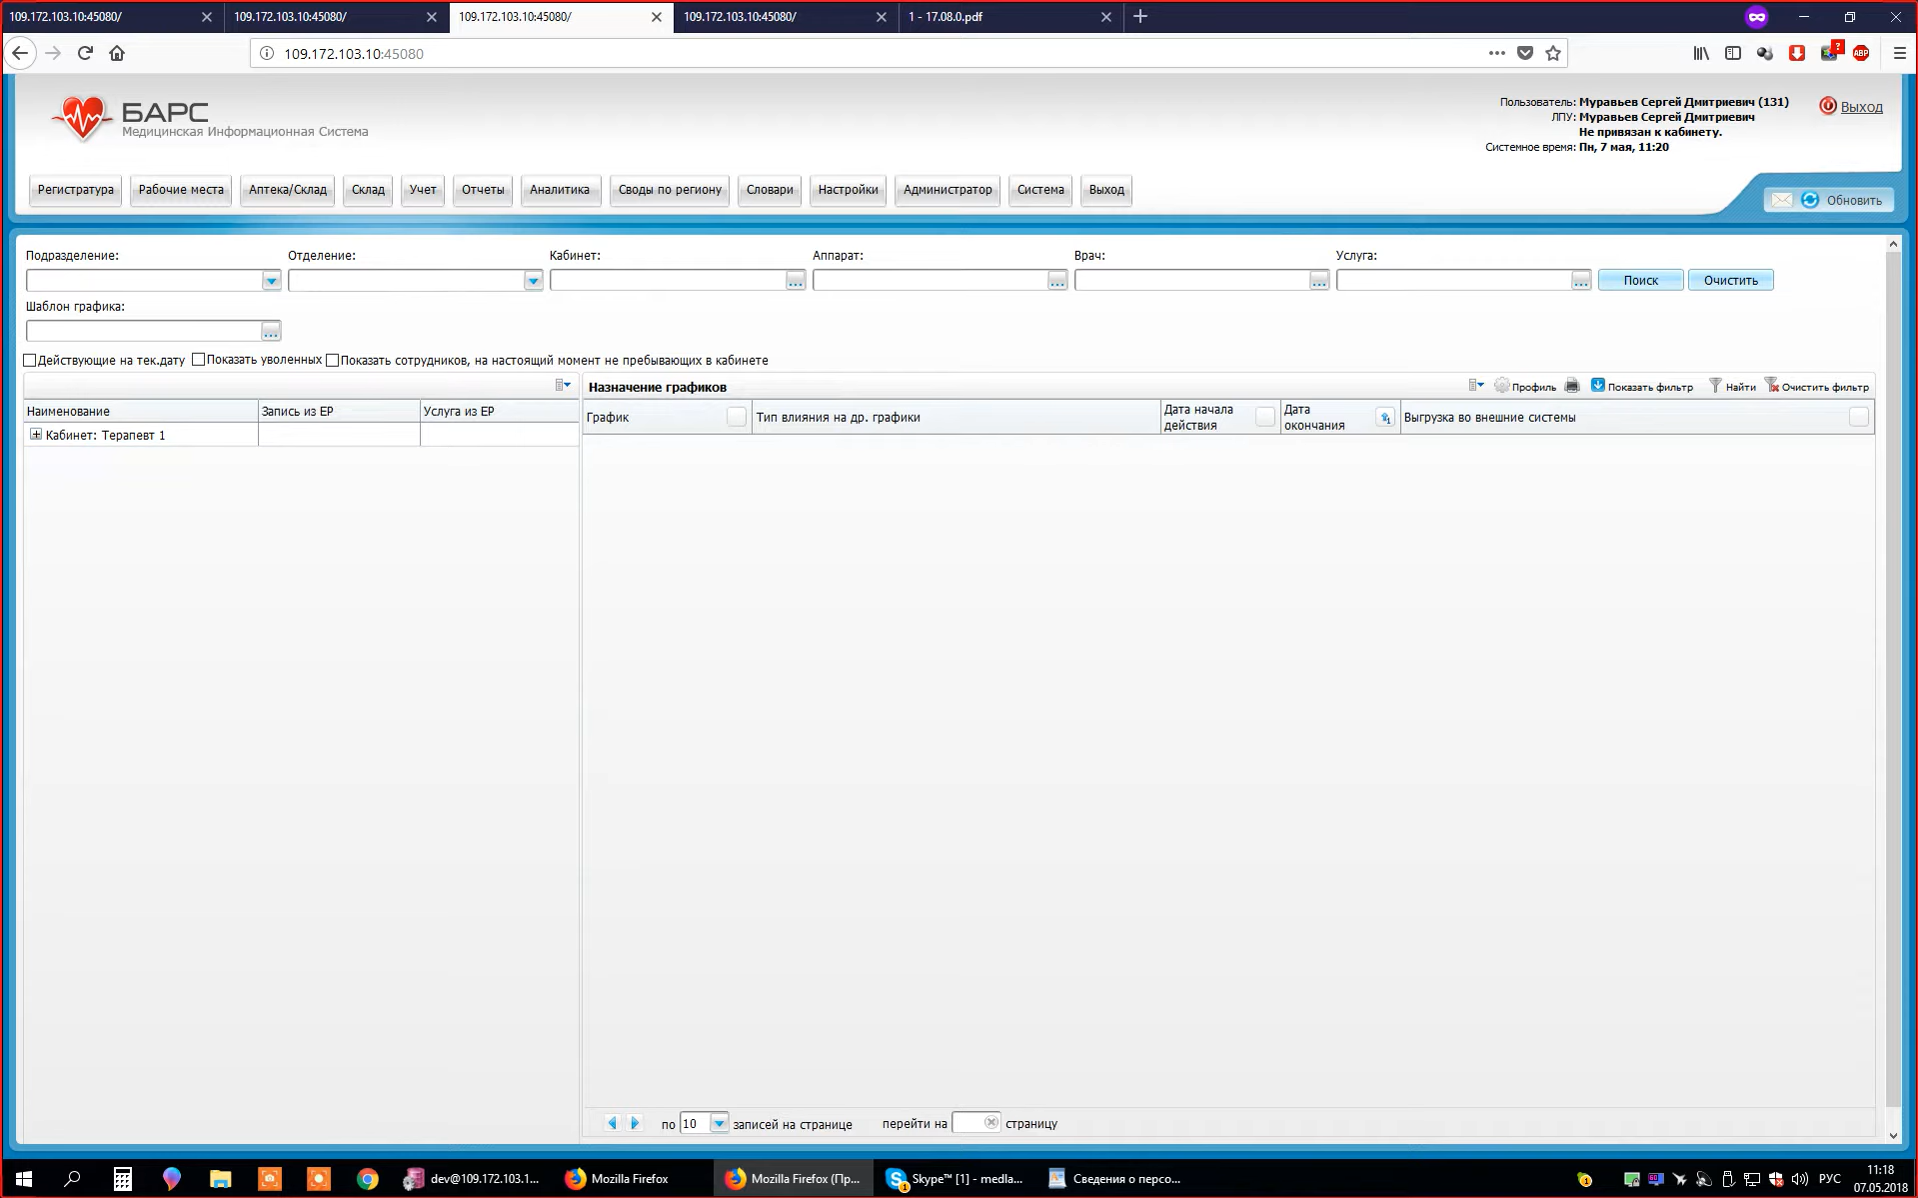 109.172.103.10:45080/
109.172.103.10:45080/
109.172.103.10:45080/
109.172.103.10:45080/
1 - 17.08.0.pdf
109.172.103.10:45080
ABP
БАРС
Медицинская Информационная Система
Пользователь: Муравьев Сергей Дмитриевич (131)
ЛПУ: Муравьев Сергей Дмитриевич
Не привязан к кабинету.
Системное время: Пн, 7 мая, 11:20
Выход
Регистратура Рабочие места Аптека/Склад Склад Учет Отчеты Аналитика Своды по региону Словари Настройки Администратор Система Выход
Обновить
Подразделение: Отделение: Кабинет: Аппарат: Врач: Услуга:
... ... ... ... Поиск Очистить
Шаблон графика:
...
Действующие на тек.дату Показать уволенных Показать сотрудников, на настоящий момент не пребывающих в кабинете
Назначение графиков Профиль Показать фильтр Найти Очистить фильтр
Наименование Запись из ЕР Услуга из ЕР
Кабинет: Терапевт 1
График Тип влияния на др. графики Дата начала действия Дата окончания Выгрузка во внешние системы
по 10 записей на странице перейти на страницу
dev@109.172.103.1... Mozilla Firefox Mozilla Firefox (Пр... Skype™ [1] - medla... Сведения о персо...
РУС
11:18
07.05.2018